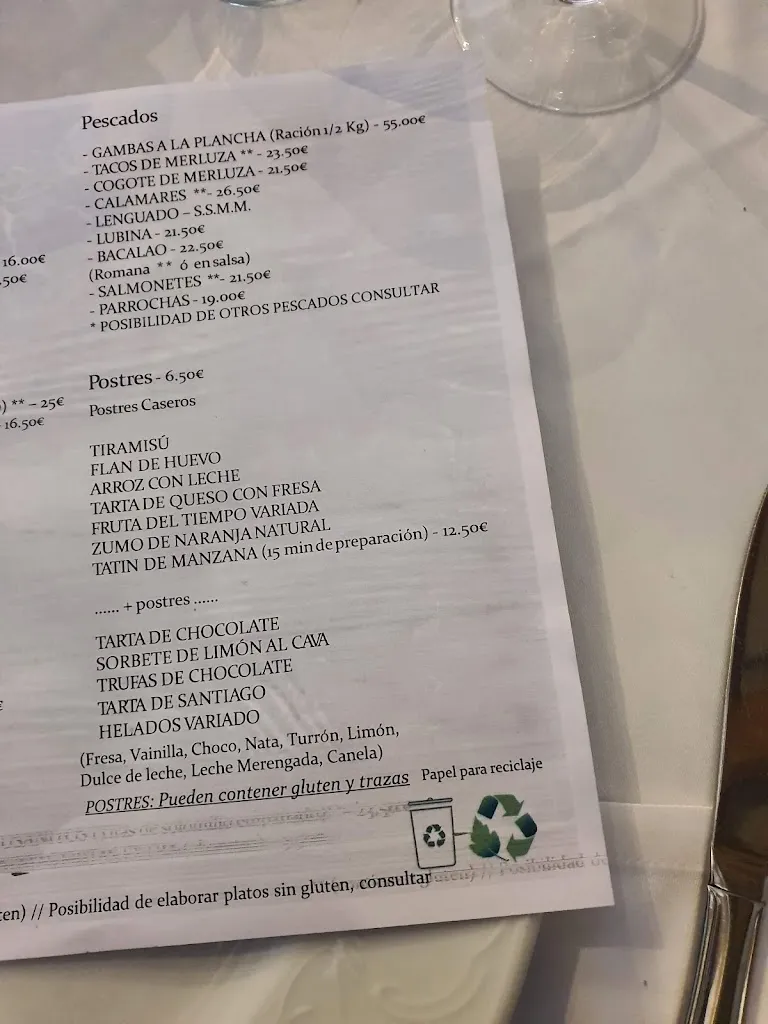 Pescados
- GAMBAS A LA PLANCHA (Ración 1/2 Kg) - 55.00€
- TACOS DE MERLUZA ** - 23.50€
- COGOTE DE MERLUZA - 21.50€
- CALAMARES **- 26.50€
- LENGUADO – S.S.M.M.
- LUBINA - 21.50€
- BACALAO - 22.50€
(Romana ** ó en salsa)
- SALMONETES **- 21.50€
- PARROCHAS - 19.00€
* POSIBILIDAD DE OTROS PESCADOS CONSULTAR
16.00€
.50€
) ** – 25€
- 16.50€
Postres - 6.50€
Postres Caseros
TIRAMISÚ
FLAN DE HUEVO
ARROZ CON LECHE
TARTA DE QUESO CON FRESA
FRUTA DEL TIEMPO VARIADA
ZUMO DE NARANJA NATURAL
TATIN DE MANZANA (15 min de preparación) - 12.50€
...... + postres ......
TARTA DE CHOCOLATE
SORBETE DE LIMÓN AL CAVA
TRUFAS DE CHOCOLATE
TARTA DE SANTIAGO
HELADOS VARIADO
(Fresa, Vainilla, Choco, Nata, Turrón, Limón,
Dulce de leche, Leche Merengada, Canela)
POSTRES: Pueden contener gluten y trazas
Papel para reciclaje
€
ten) // Posibilidad de elaborar platos sin gluten, consultar